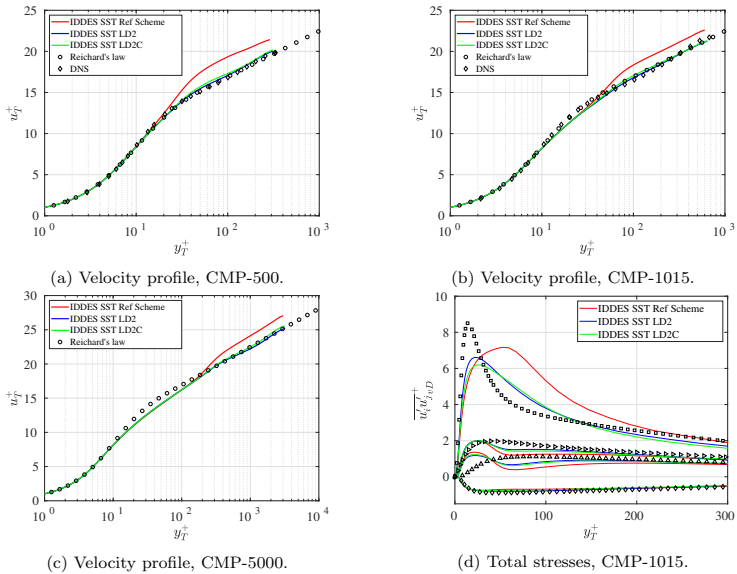 25
20
15
10
5
0
u_T^+
IDDES SST Ref Scheme
IDDES SST LD2
IDDES SST LD2C
Reichard's law
DNS
10^0 10^1 10^2 10^3
y_T^+
(a) Velocity profile, CMP-500.
25
20
15
10
5
0
u_T^+
IDDES SST Ref Scheme
IDDES SST LD2
IDDES SST LD2C
Reichard's law
DNS
10^0 10^1 10^2 10^3
y_T^+
(b) Velocity profile, CMP-1015.
30
25
20
15
10
5
0
u_T^+
IDDES SST Ref Scheme
IDDES SST LD2
IDDES SST LD2C
Reichard's law
10^0 10^1 10^2 10^3 10^4
y_T^+
(c) Velocity profile, CMP-5000.
10
8
6
4
2
0
u_i'u_j'_{vD}^+
IDDES SST Ref Scheme
IDDES SST LD2
IDDES SST LD2C
0 100 200 300
y_T^+
(d) Total stresses, CMP-1015.